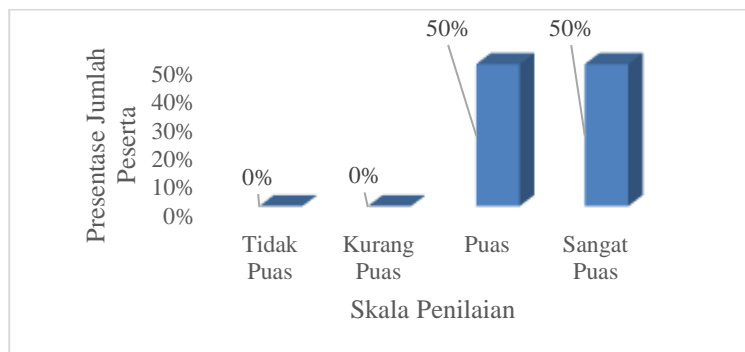 50%
50%
Presentase Jumlah
Peserta
50%
40%
30%
20%
10%
0%
0%
0%
Tidak
Puas
Kurang
Puas
Puas
Sangat
Puas
Skala Penilaian